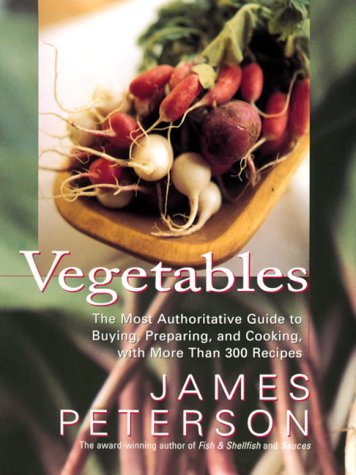 Vegetables
The Most Authoritative Guide to
Buying, Preparing, and Cooking,
with More Than 300 Recipes
JAMES
PETERSON
The award-winning author of Fish & Shellfish and Sauces